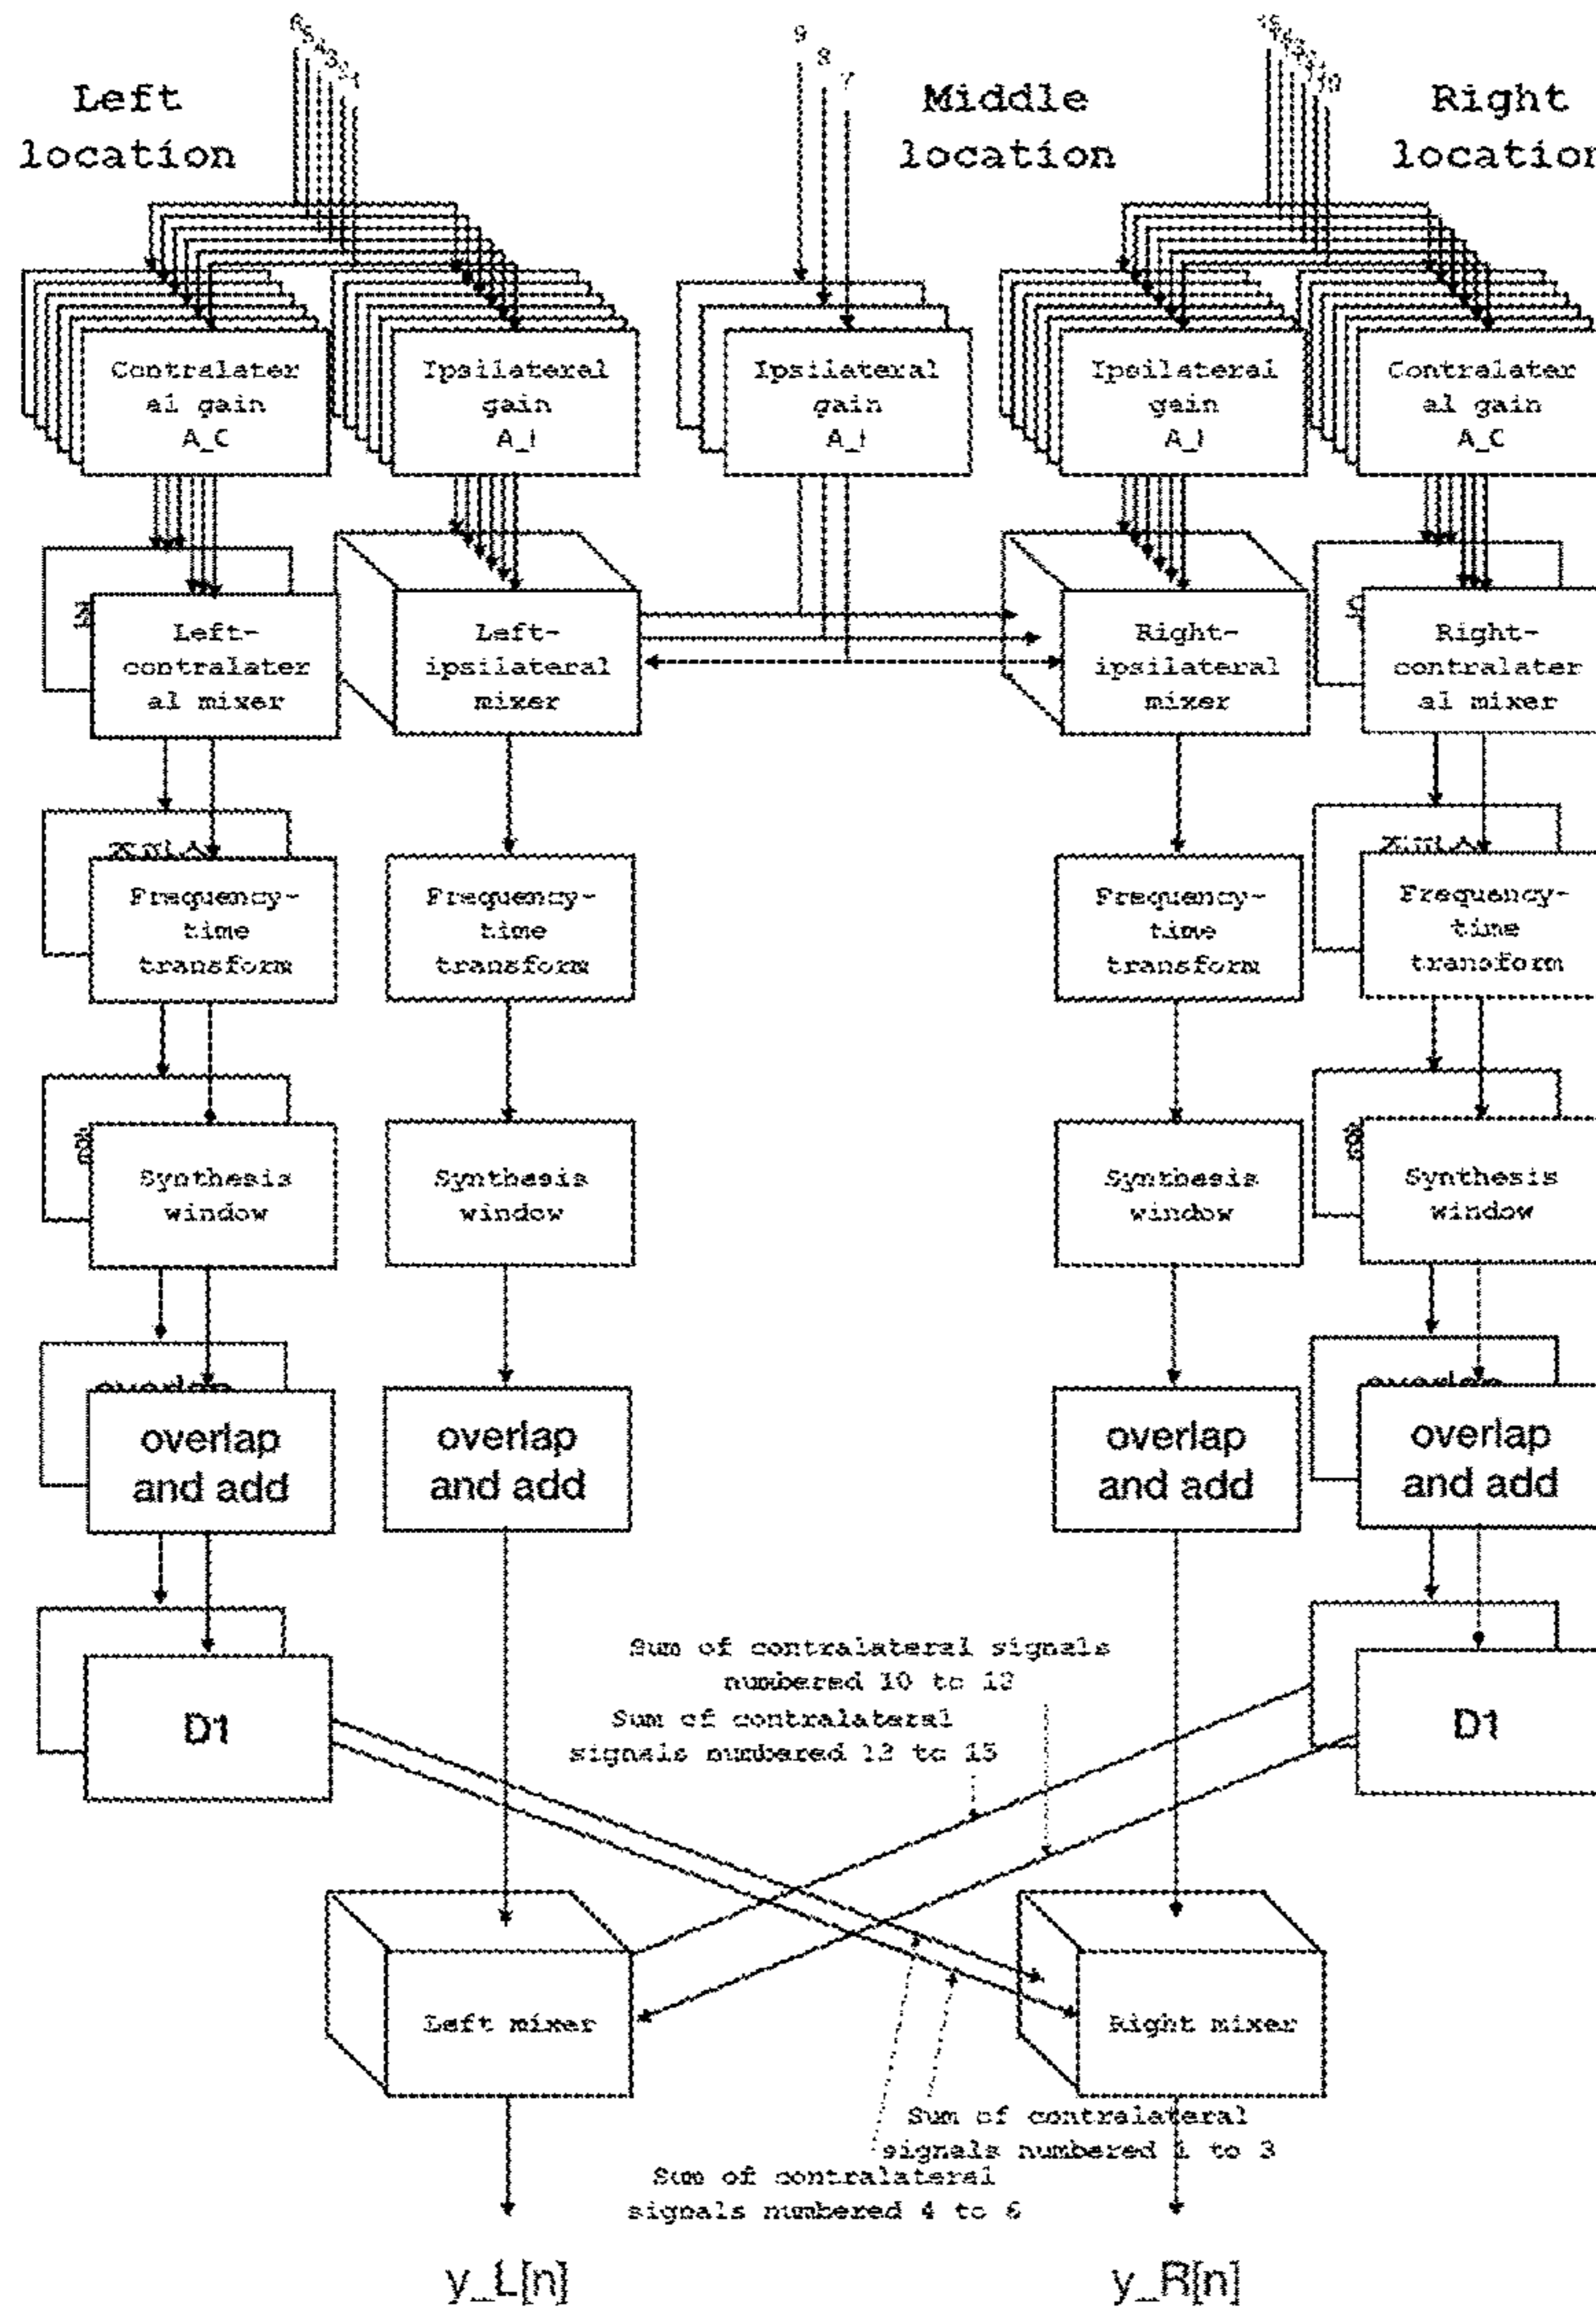 6
5
4
3
2
1
9
8
7
Left
location
Middle
location
Right
location
Contralater
al gain
A_C
Ipsilateral
gain
A_I
Ipsilateral
gain
A_I
Ipsilateral
gain
A_I
Contralater
al gain
A_C
Left-
contralater
al mixer
Left-
ipsilateral
mixer
Right-
ipsilateral
mixer
Right-
contralater
al mixer
Frequency-
time
transform
Frequency-
time
transform
Frequency-
time
transform
Frequency-
time
transform
Synthesis
window
Synthesis
window
Synthesis
window
Synthesis
window
overlap
and add
overlap
and add
overlap
and add
overlap
and add
D1
Sum of contralateral signals
numbered 10 to 12
Sum of contralateral
signals numbered 13 to 15
D1
Left mixer
Right mixer
Sum of contralateral
signals numbered 1 to 3
Sum of contralateral
signals numbered 4 to 6
y_L[n]
y_R[n]